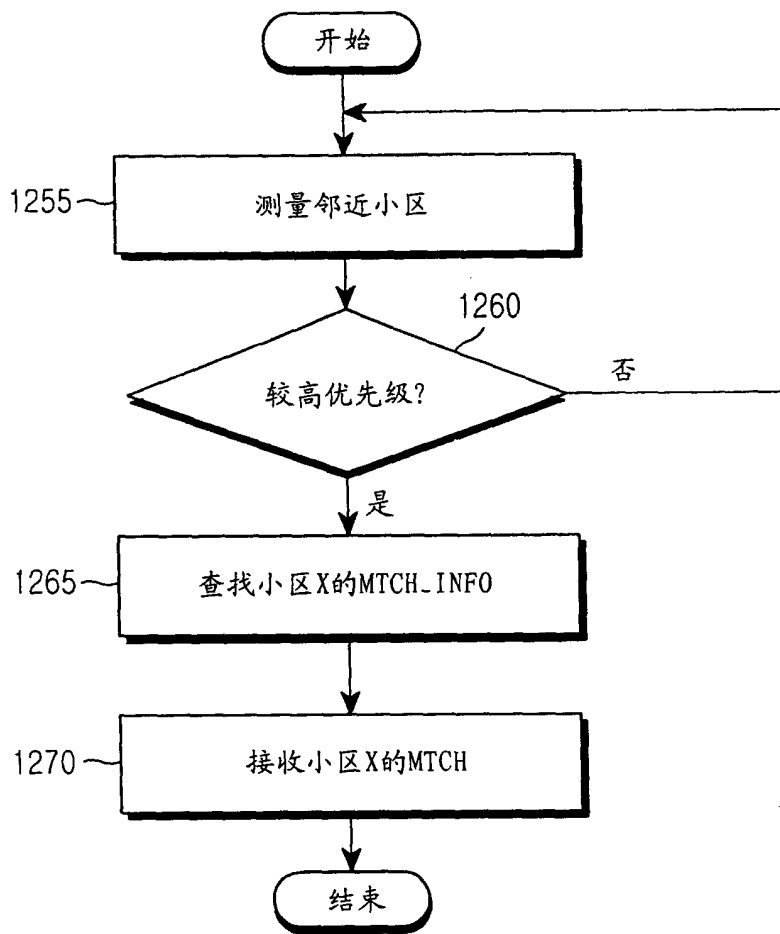 开始
1255
测量邻近小区
1260
较高优先级?
否
是
1265
查找小区X的MTCH_INFO
1270
接收小区X的MTCH
结束